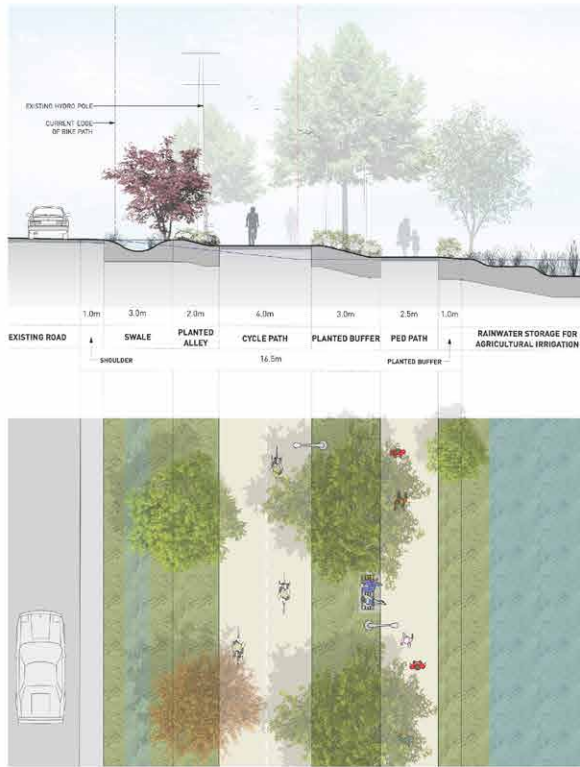 EXISTING HYDRO POLE
CURRENT EDGE
OF BIKE PATH
1.0m
3.0m
2.0m
4.0m
3.0m
2.5m
1.0m
EXISTING ROAD
SWALE
PLANTED
ALLEY
CYCLE PATH
PLANTED BUFFER
PED PATH
RAINWATER STORAGE FOR
AGRICULTURAL IRRIGATION
SHOULDER
16.5m
PLANTED BUFFER